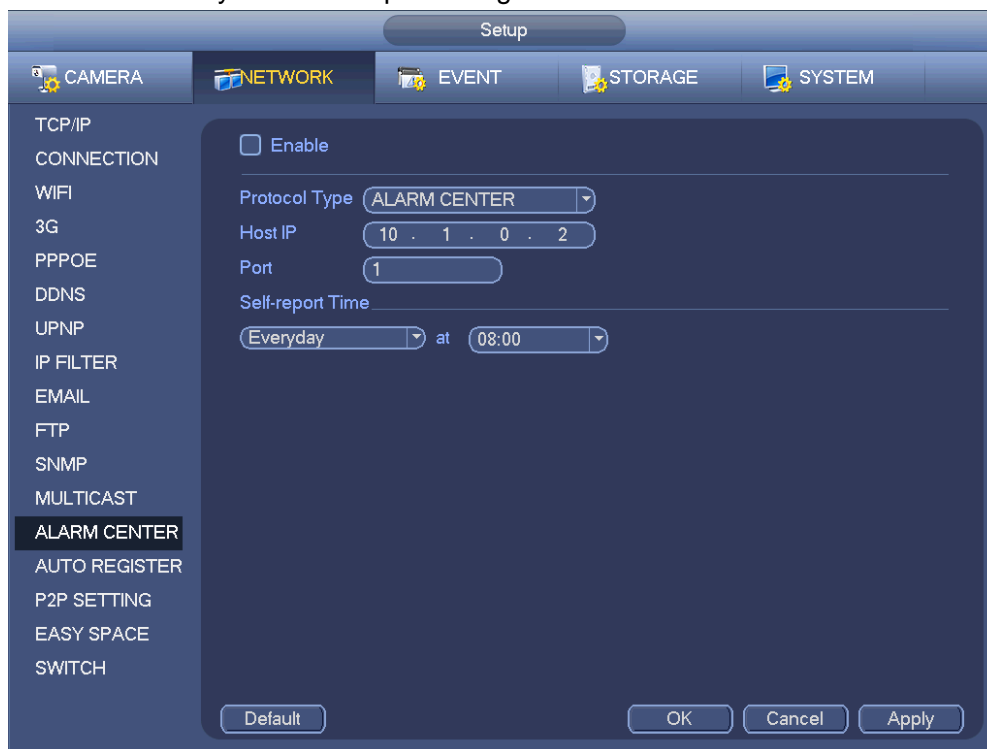 Setup
CAMERA NETWORK EVENT STORAGE SYSTEM
TCP/IP
CONNECTION
WIFI
3G
PPPOE
DDNS
UPNP
IP FILTER
EMAIL
FTP
SNMP
MULTICAST
ALARM CENTER
AUTO REGISTER
P2P SETTING
EASY SPACE
SWITCH
Enable
Protocol Type ALARM CENTER
Host IP 10 . 1 . 0 . 2
Port 1
Self-report Time
Everyday at 08:00
Default OK Cancel Apply